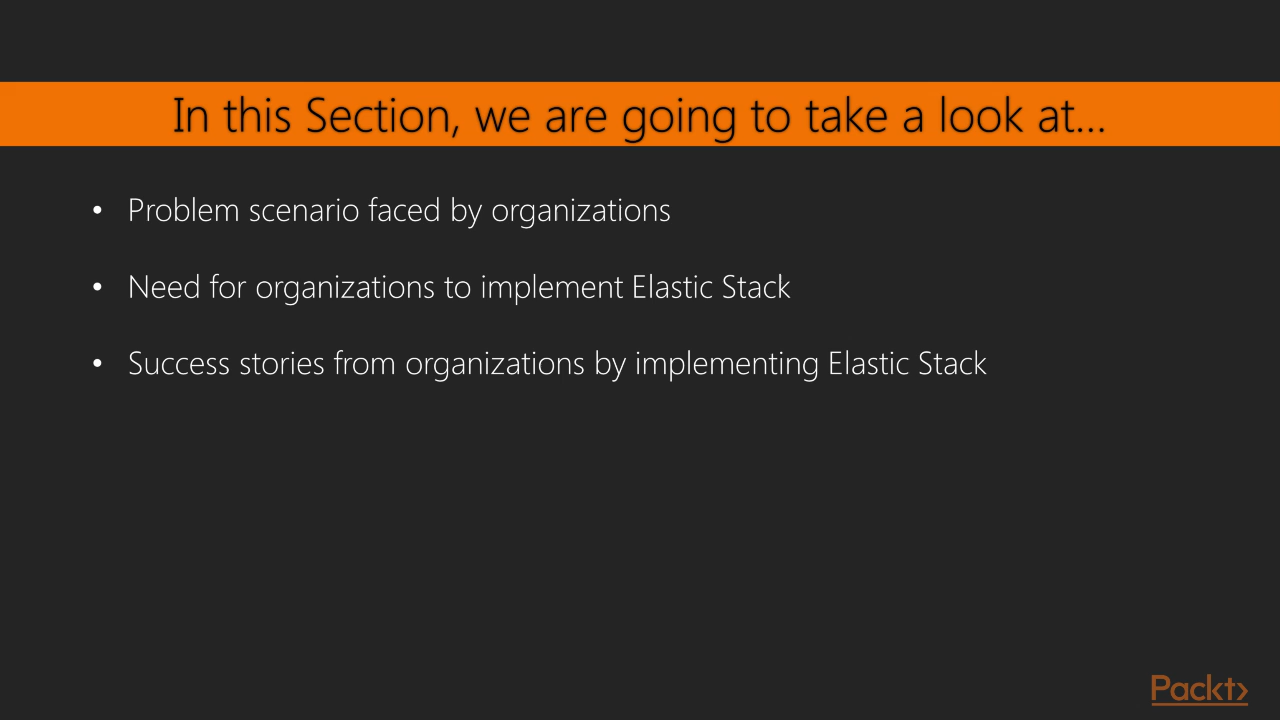 In this Section, we are going to take a look at...
• Problem scenario faced by organizations
• Need for organizations to implement Elastic Stack
• Success stories from organizations by implementing Elastic Stack
Packt>